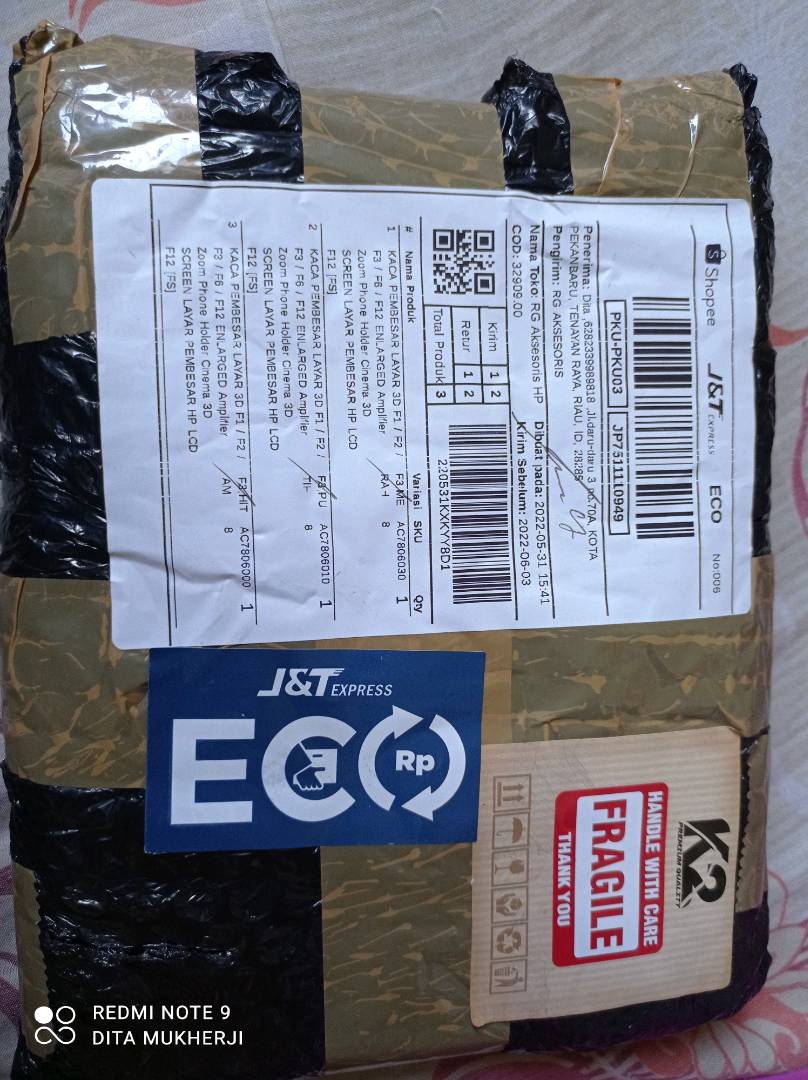 Shopee
J&T EXPRESS
ECO
No:006
PKU-PKU03
JP7511110949
Penerima: Dita ,6282339989818 ,Jl.daru-daru 3 no.70A, KOTA
PEKANBARU, TENAYAN RAYA, RIAU, ID, 28285
Pengirim: RG AKSESORIS
Nama Toko: RG Aksesoris HP
Dibuat pada: 2022-05-31 15:41
COD: 32909.00
Kirim Sebelum: 2022-06-03
Kirim 1 2
Retur 1 2
Total Produk 3
220531KXKYY8D1
# Nama Produk Variasi SKU Qty
1 KACA PEMBESAR LAYAR 3D F1 / F2 / F3,ME AC7806030 1
F3 / F6 / F12 ENLARGED Amplifier RAH 8
Zoom Phone Holder Cinema 3D
SCREEN LAYAR PEMBESAR HP LCD
F12 [FS]
2 KACA PEMBESAR LAYAR 3D F1 / F2 / F3,PU AC7806010 1
F3 / F6 / F12 ENLARGED Amplifier TIH 8
Zoom Phone Holder Cinema 3D
SCREEN LAYAR PEMBESAR HP LCD
F12 [FS]
3 KACA PEMBESAR LAYAR 3D F1 / F2 / F3,HIT AC7806000 1
F3 / F6 / F12 ENLARGED Amplifier AM 8
Zoom Phone Holder Cinema 3D
SCREEN LAYAR PEMBESAR HP LCD
F12 [FS]
J&T EXPRESS
ECO
Rp
K2
PREMIUM QUALITY
HANDLE WITH CARE
FRAGILE
THANK YOU
REDMI NOTE 9
DITA MUKHERJI